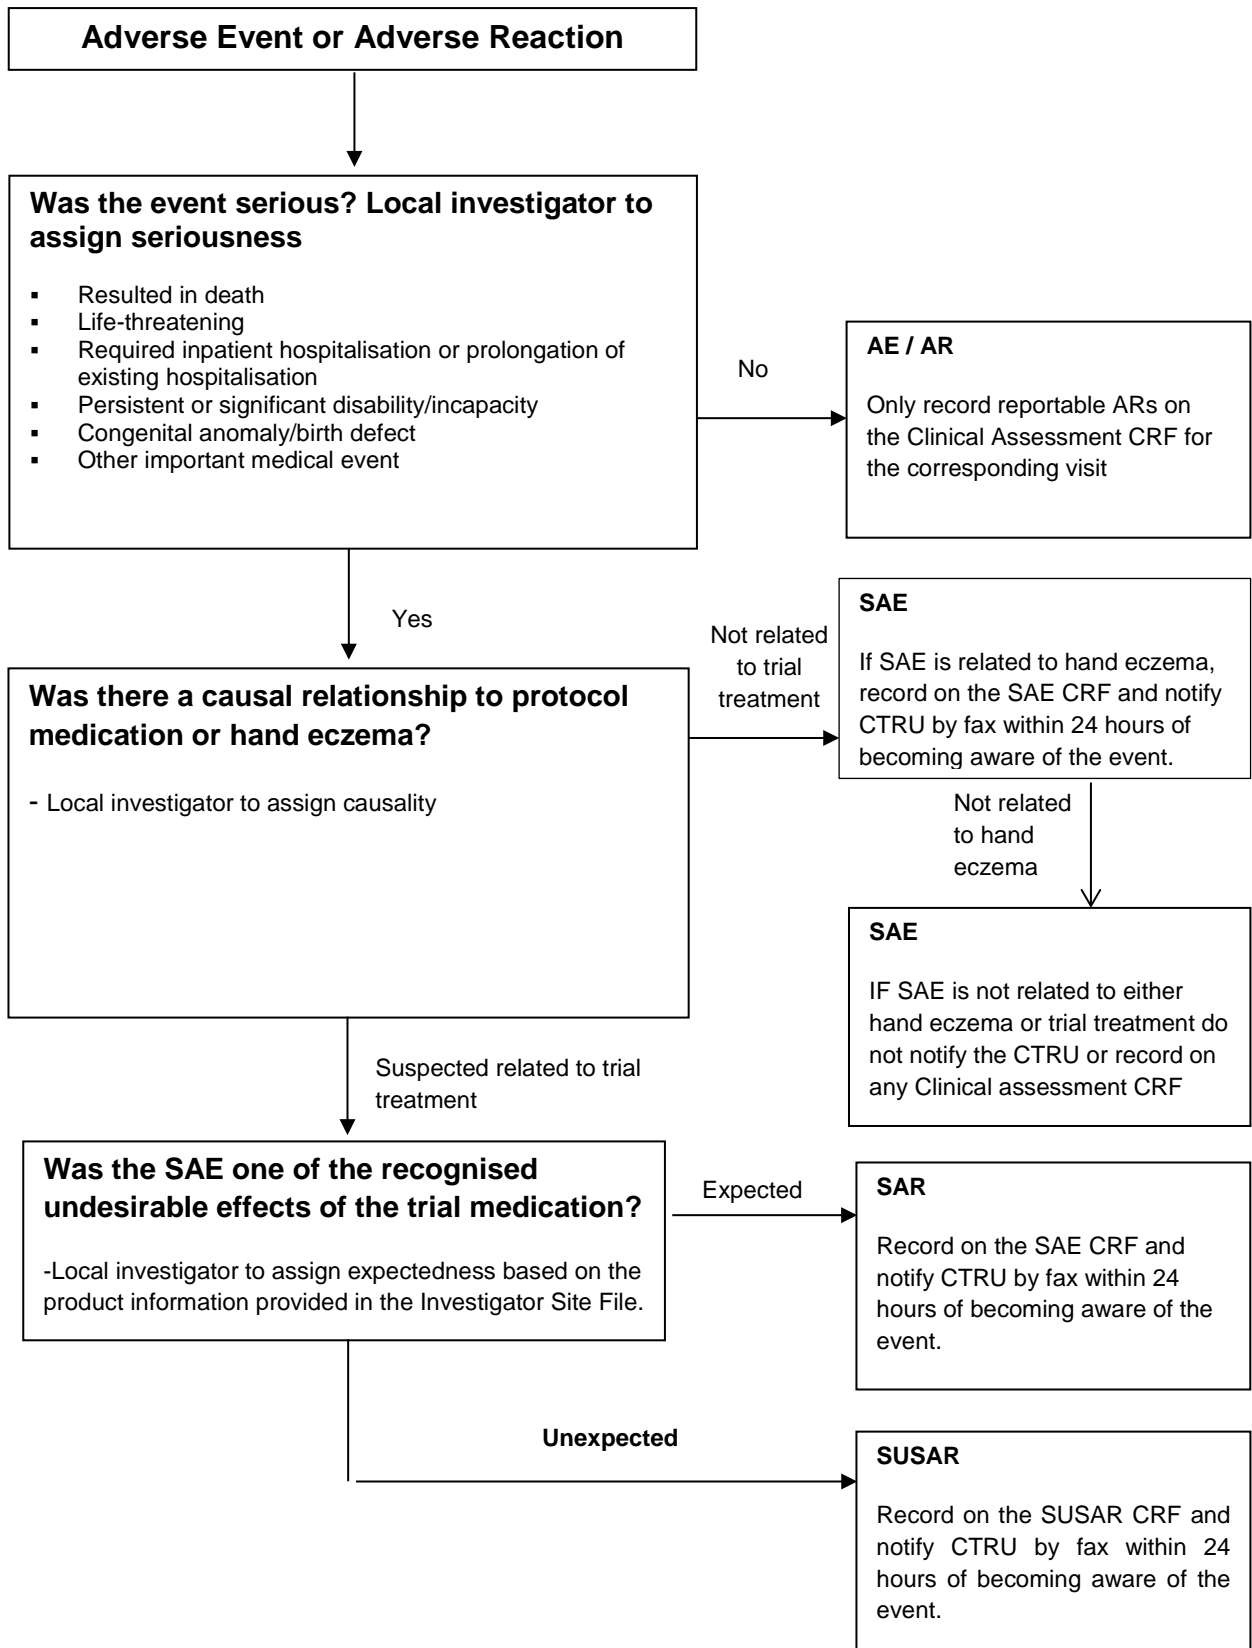 Adverse Event or Adverse Reaction
Was the event serious? Local investigator to
assign seriousness
▪ Resulted in death
▪ Life-threatening
▪ Required inpatient hospitalisation or prolongation of
existing hospitalisation
▪ Persistent or significant disability/incapacity
▪ Congenital anomaly/birth defect
▪ Other important medical event
No
AE / AR
Only record reportable ARs on
the Clinical Assessment CRF for
the corresponding visit
Yes
Was there a causal relationship to protocol
medication or hand eczema?
- Local investigator to assign causality
Not related
to trial
treatment
SAE
If SAE is related to hand eczema,
record on the SAE CRF and notify
CTRU by fax within 24 hours of
becoming aware of the event.
Not related
to hand
eczema
SAE
IF SAE is not related to either
hand eczema or trial treatment do
not notify the CTRU or record on
any Clinical assessment CRF
Suspected related to trial
treatment
Was the SAE one of the recognised
undesirable effects of the trial medication?
-Local investigator to assign expectedness based on the
product information provided in the Investigator Site File.
Expected
SAR
Record on the SAE CRF and
notify CTRU by fax within 24
hours of becoming aware of the
event.
Unexpected
SUSAR
Record on the SUSAR CRF and
notify CTRU by fax within 24
hours of becoming aware of the
event.